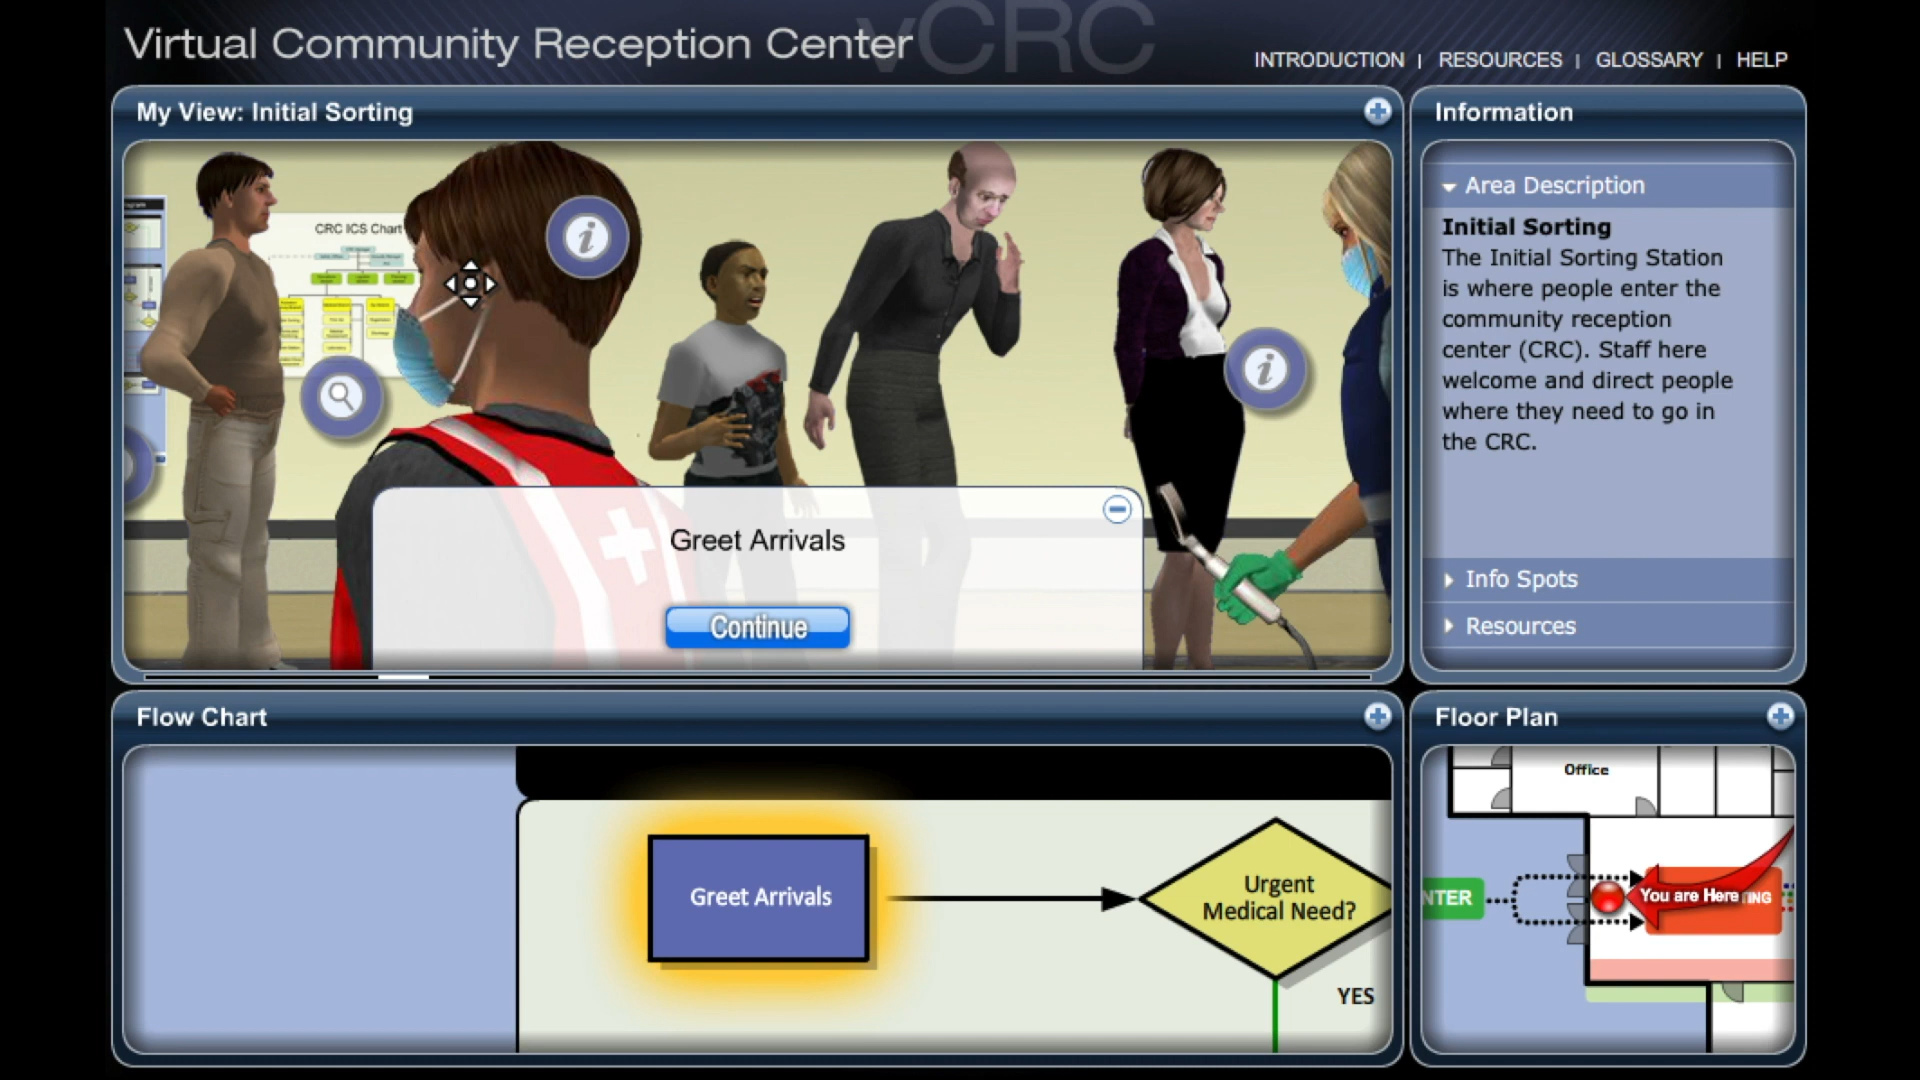 Virtual Community Reception Center
vCRC
INTRODUCTION | RESOURCES | GLOSSARY | HELP
My View: Initial Sorting
CRC ICS Chart
Greet Arrivals
Continue
Information
Area Description
Initial Sorting
The Initial Sorting Station
is where people enter the
community reception
center (CRC). Staff here
welcome and direct people
where they need to go in
the CRC.
Info Spots
Resources
Flow Chart
Greet Arrivals
Urgent
Medical Need?
YES
Floor Plan
Office
NTER
You are Here
ING